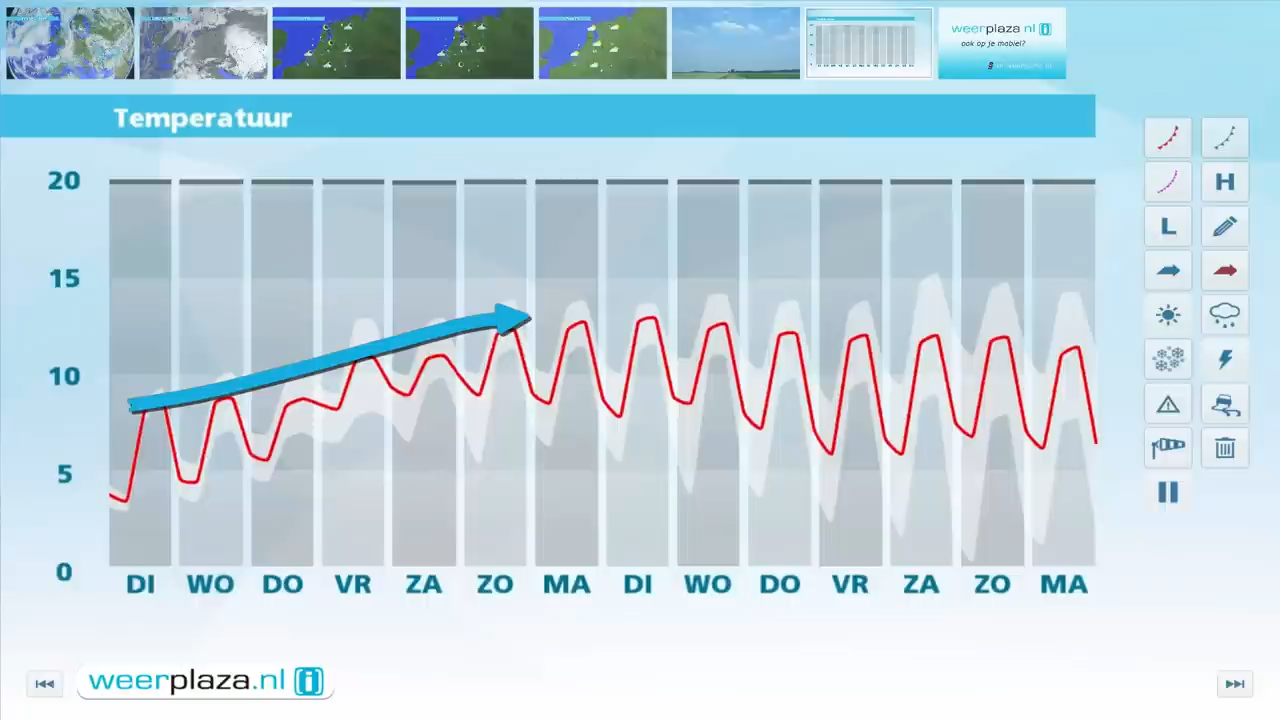 weerplaza.nl
ook op je mobiel?
Temperatuur
20
15
10
5
0
H
L
DI WO DO VR ZA ZO MA DI WO DO VR ZA ZO MA
weerplaza.nl